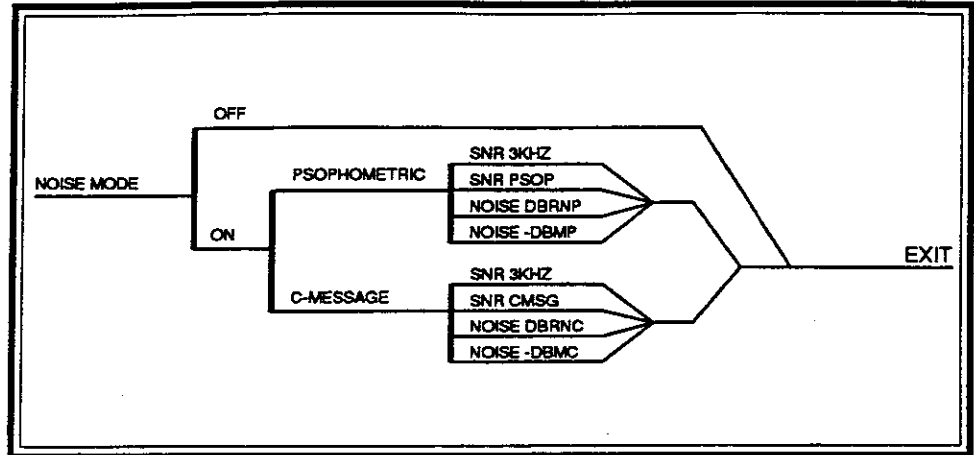 OFF
SNR 3KHZ
PSOPHOMETRIC
SNR PSOP
NOISE MODE
NOISE DBRNP
ON
NOISE -DBMP
EXIT
SNR 3KHZ
C-MESSAGE
SNR CMSG
NOISE DBRNC
NOISE -DBMC